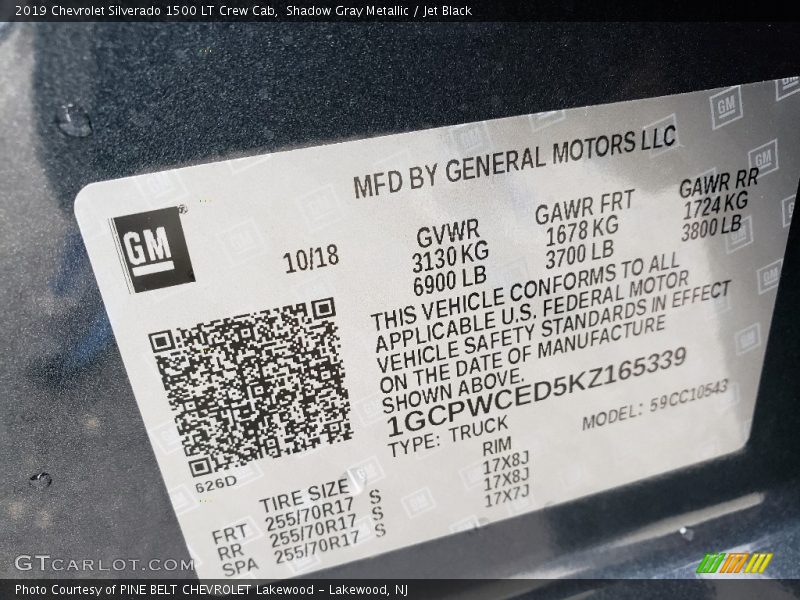 2019 Chevrolet Silverado 1500 LT Crew Cab, Shadow Gray Metallic / Jet Black
MFD BY GENERAL MOTORS LLC
GM
10/18
GVWR
3130 KG
6900 LB
GAWR FRT
1678 KG
3700 LB
GAWR RR
1724 KG
3800 LB
THIS VEHICLE CONFORMS TO ALL
APPLICABLE U.S. FEDERAL MOTOR
VEHICLE SAFETY STANDARDS IN EFFECT
ON THE DATE OF MANUFACTURE
SHOWN ABOVE.
1GCPWCED5KZ165339
TYPE: TRUCK
MODEL: 59CC10543
626D
TIRE SIZE RIM
FRT 255/70R17 S 17X8J
RR 255/70R17 S 17X8J
SPA 255/70R17 S 17X7J
GTCARLOT.COM
Photo Courtesy of PINE BELT CHEVROLET Lakewood - Lakewood, NJ